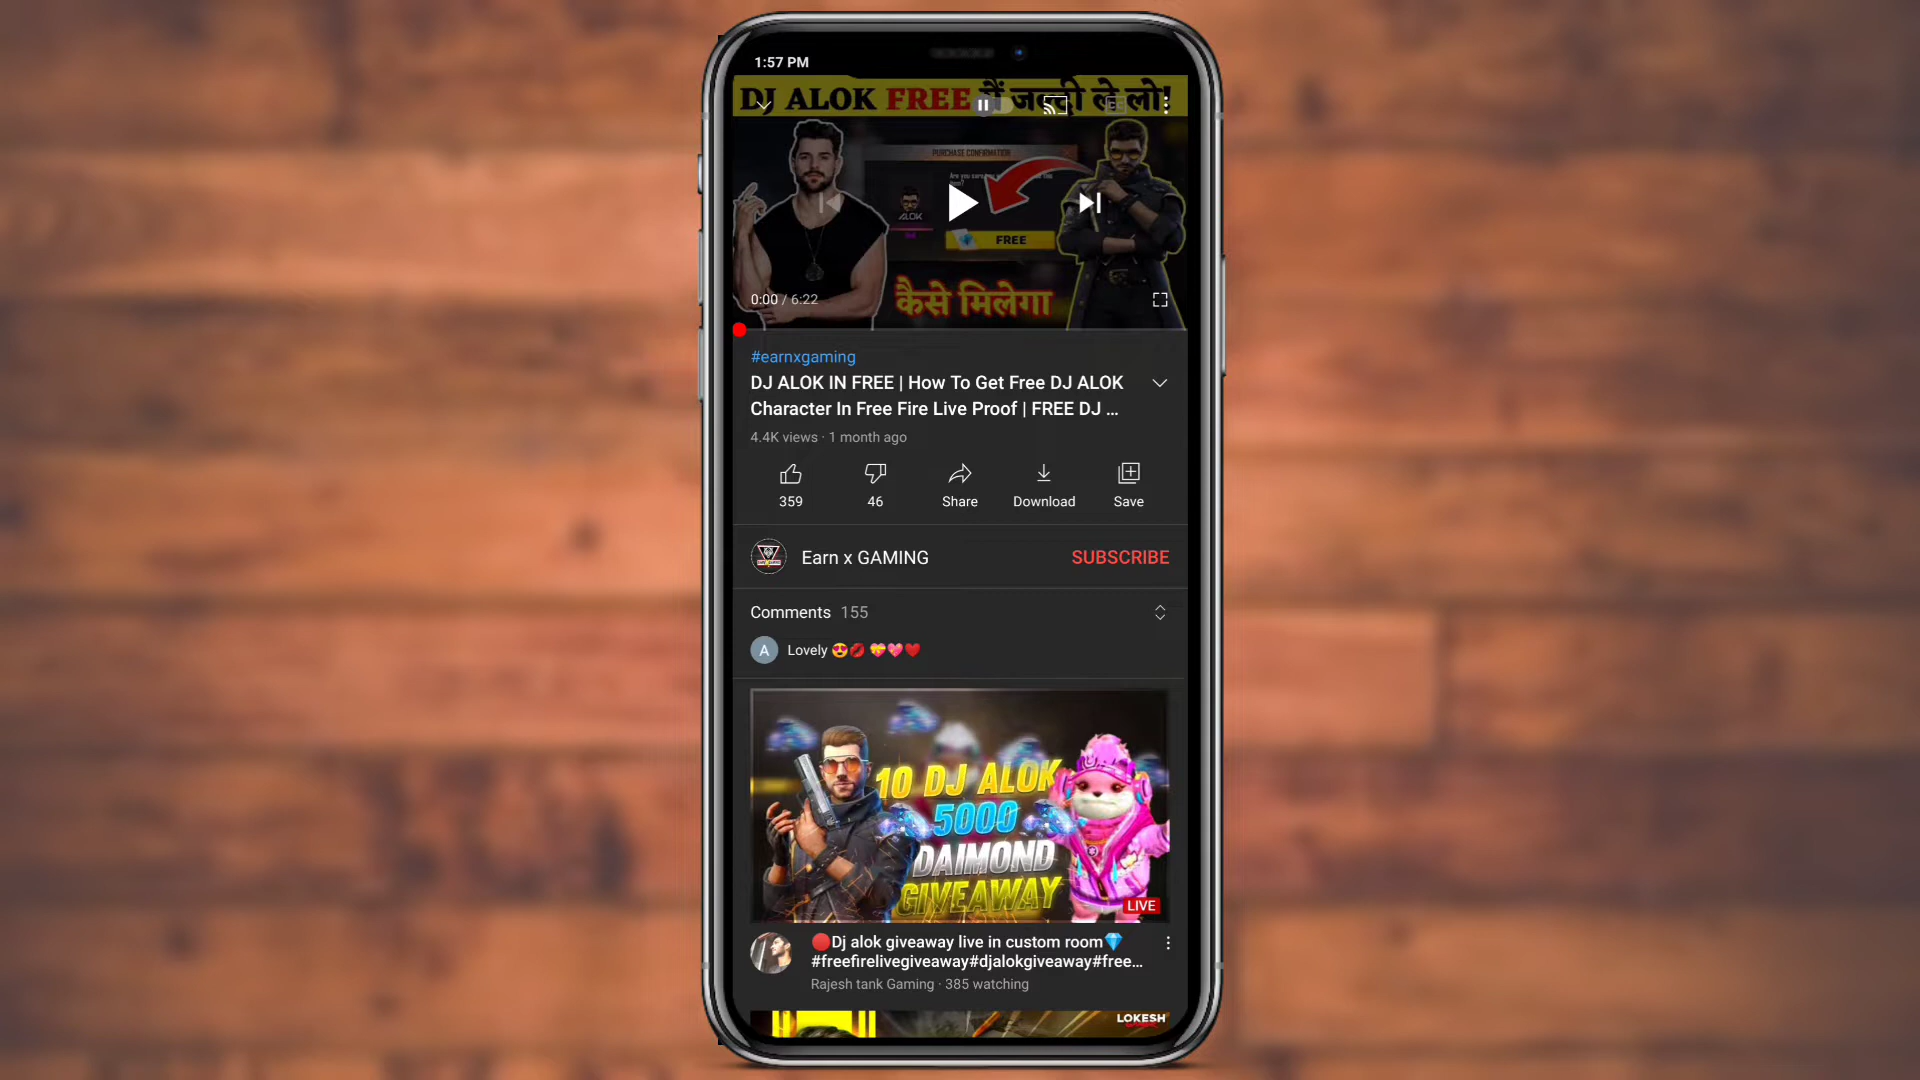 1:57 PM
DJ ALOK FREE में जल्दी ले लो!
PURCHASE CONFIRMATION
ALOK
FREE
कैसे मिलेगा
0:00 / 6:22
#earnxgaming
DJ ALOK IN FREE | How To Get Free DJ ALOK
Character In Free Fire Live Proof | FREE DJ ...
4.4K views · 1 month ago
359
46
Share
Download
Save
Earn x GAMING
SUBSCRIBE
Comments 155
A
Lovely 😍💋 💝💖❤️
10 DJ ALOK
5000
DAIMOND
GIVEAWAY
LIVE
🔴Dj alok giveaway live in custom room💎
#freefirelivegiveaway#djalokgiveaway#free...
Rajesh tank Gaming · 385 watching
LOKESH